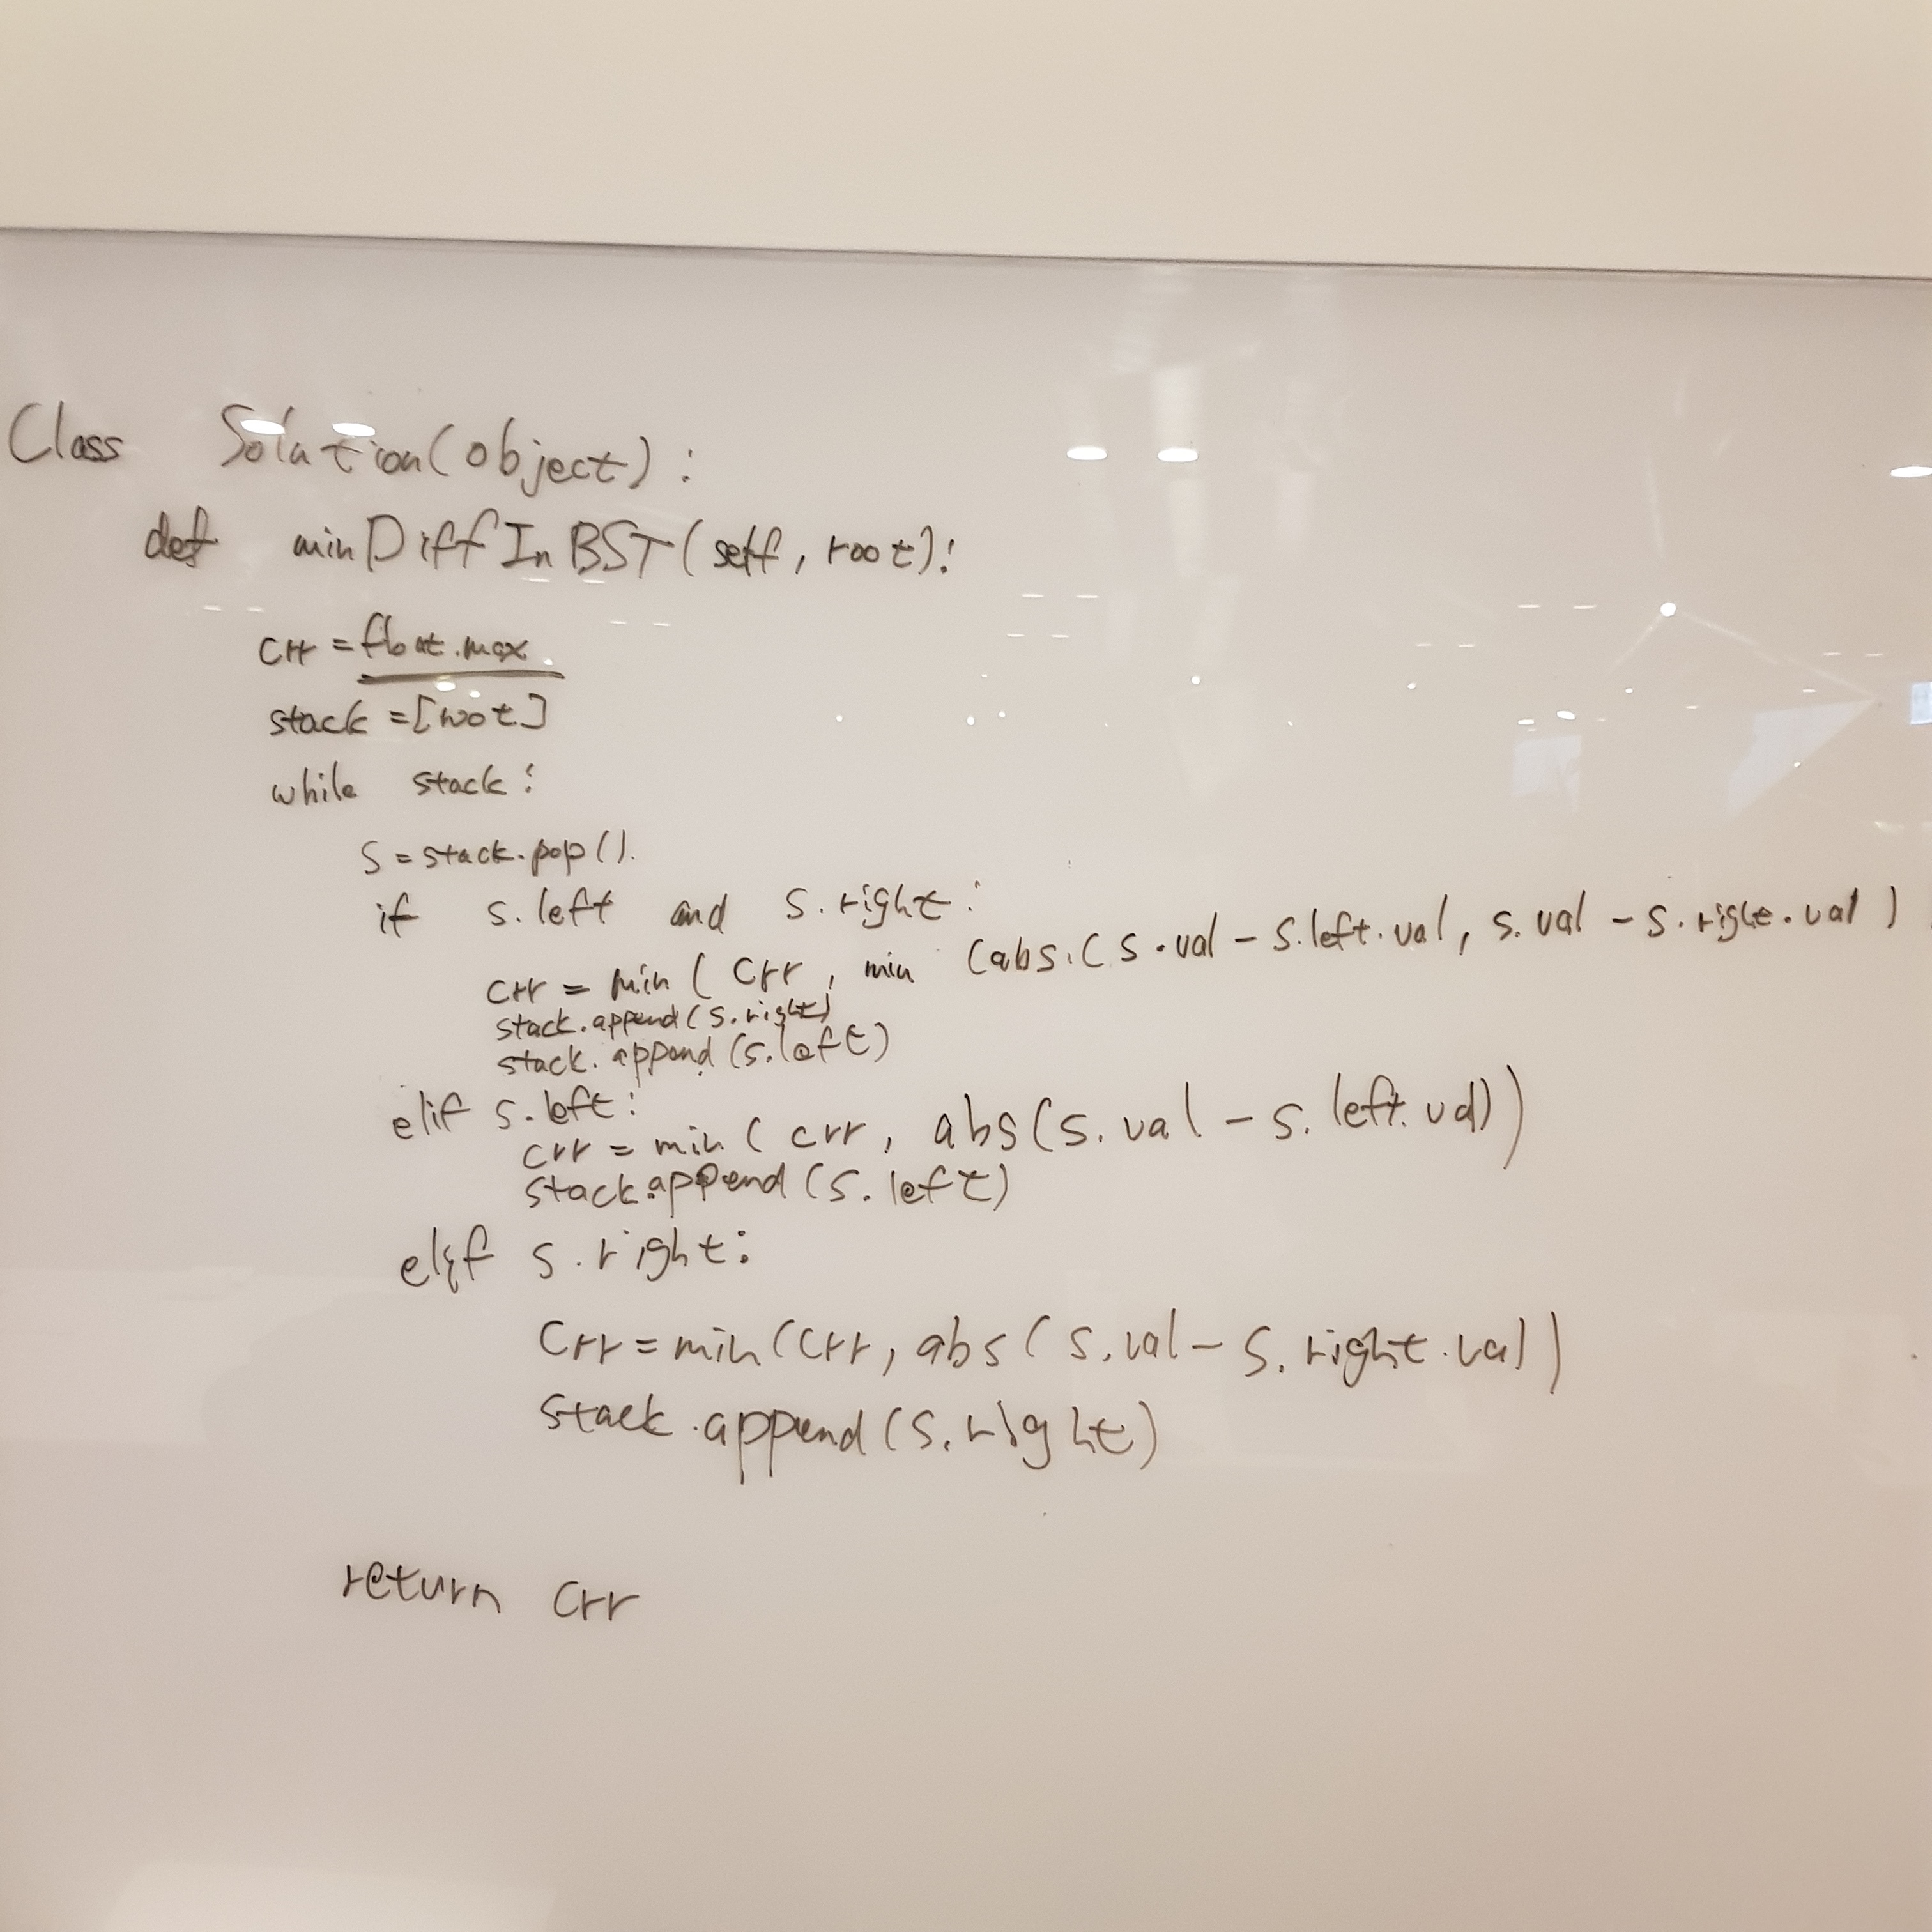 Class Solution(object):
def minDiffInBST(self, root):
crr = float.max
stack = [root]
while stack:
s = stack.pop().
if s.left and s.right:
crr = min ( crr , min (abs.( s.val - s.left.val, s.val - s.right.val )
stack.append(s.right)
stack.append (s.left)
elif s.left:
crr = min ( crr , abs(s.val - s.left.val))
stack.append (s.left)
elif s.right:
crr = min(crr, abs( s.val - s.right.val))
stack.append (s.right)
return crr